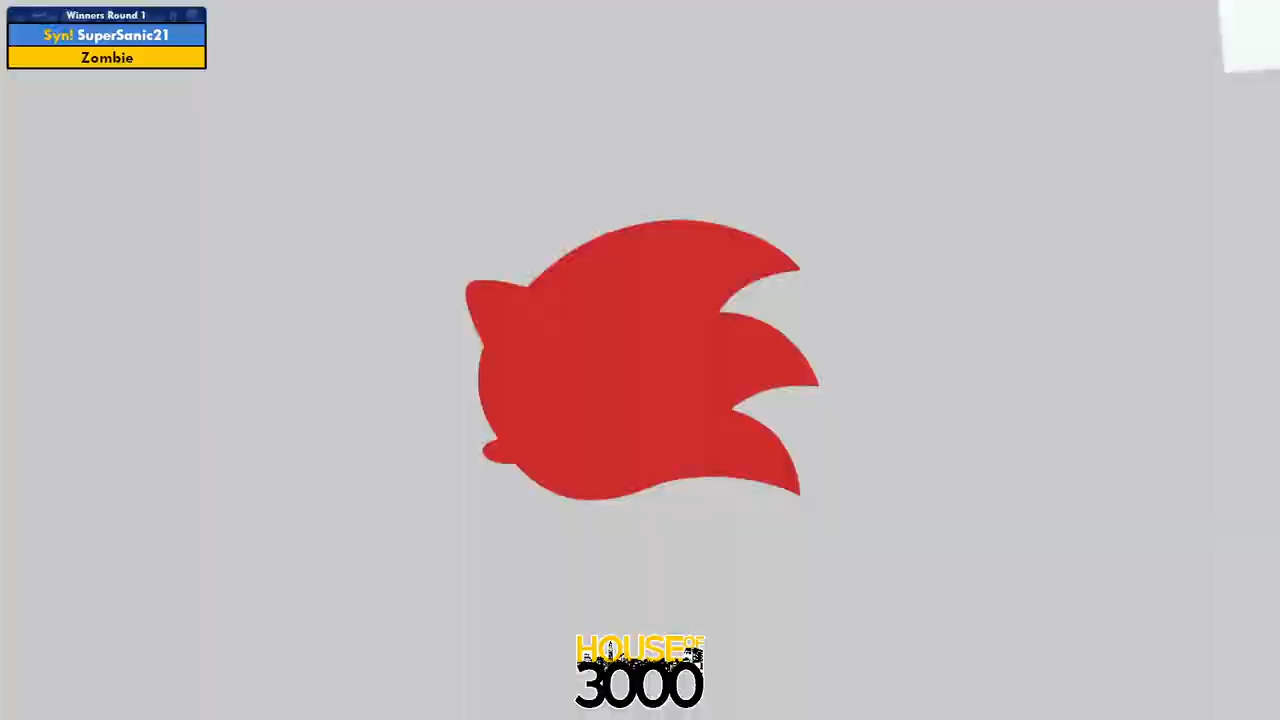 Winners Round 1
Syn! SuperSanic21
Zombie
HOUSE OF
3000